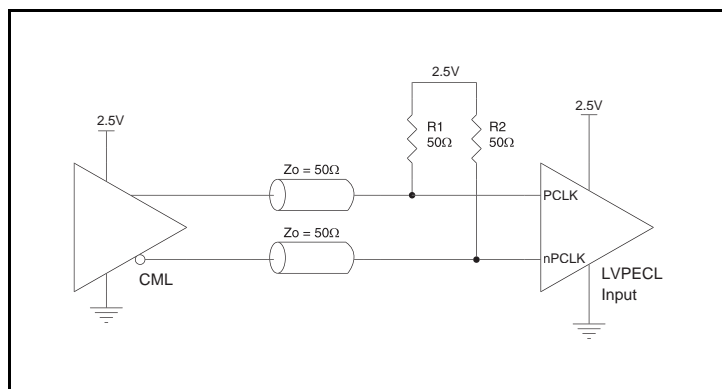 2.5V
2.5V
2.5V
R1
50Ω
R2
50Ω
Zo = 50Ω
PCLK
Zo = 50Ω
nPCLK
CML
LVPECL
Input